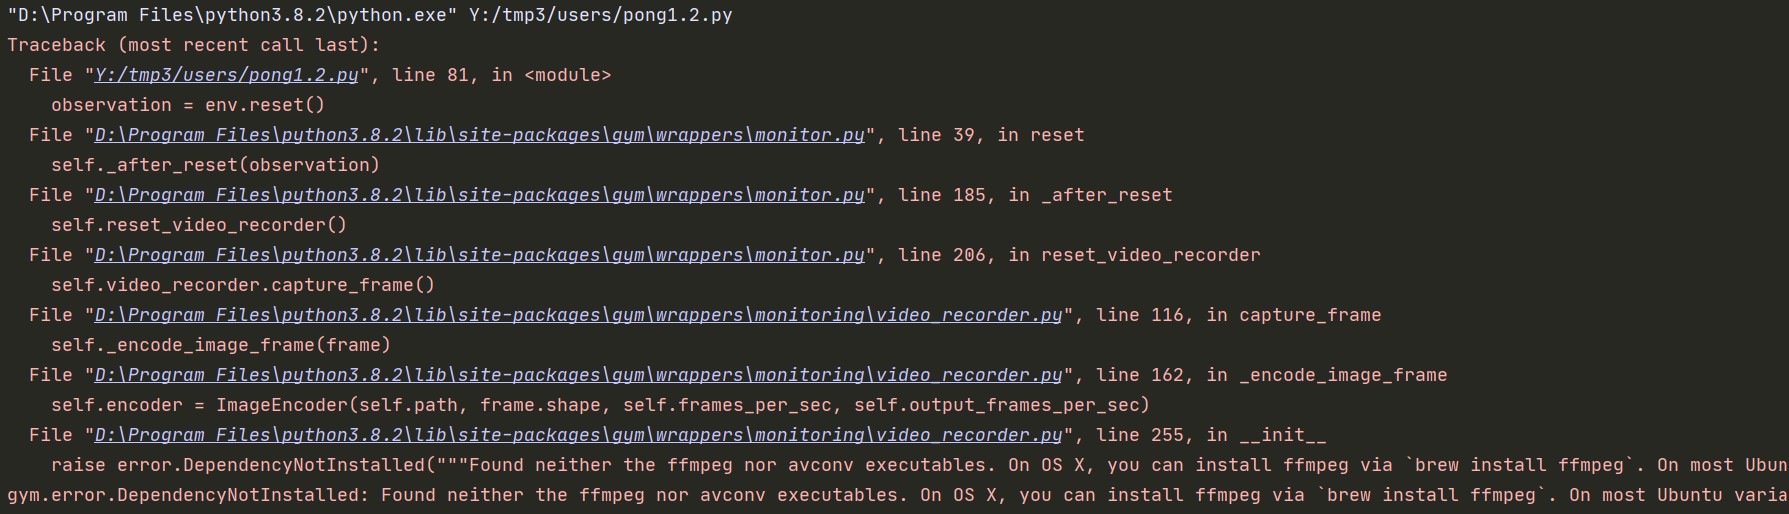 "D:\Program Files\python3.8.2\python.exe" Y:/tmp3/users/pong1.2.py
Traceback (most recent call last):
  File "Y:/tmp3/users/pong1.2.py", line 81, in <module>
    observation = env.reset()
  File "D:\Program Files\python3.8.2\lib\site-packages\gym\wrappers\monitor.py", line 39, in reset
    self._after_reset(observation)
  File "D:\Program Files\python3.8.2\lib\site-packages\gym\wrappers\monitor.py", line 185, in _after_reset
    self.reset_video_recorder()
  File "D:\Program Files\python3.8.2\lib\site-packages\gym\wrappers\monitor.py", line 206, in reset_video_recorder
    self.video_recorder.capture_frame()
  File "D:\Program Files\python3.8.2\lib\site-packages\gym\wrappers\monitoring\video_recorder.py", line 116, in capture_frame
    self._encode_image_frame(frame)
  File "D:\Program Files\python3.8.2\lib\site-packages\gym\wrappers\monitoring\video_recorder.py", line 162, in _encode_image_frame
    self.encoder = ImageEncoder(self.path, frame.shape, self.frames_per_sec, self.output_frames_per_sec)
  File "D:\Program Files\python3.8.2\lib\site-packages\gym\wrappers\monitoring\video_recorder.py", line 255, in __init__
    raise error.DependencyNotInstalled("""Found neither the ffmpeg nor avconv executables. On OS X, you can install ffmpeg via `brew install ffmpeg`. On most Ubun
gym.error.DependencyNotInstalled: Found neither the ffmpeg nor avconv executables. On OS X, you can install ffmpeg via `brew install ffmpeg`. On most Ubuntu varia